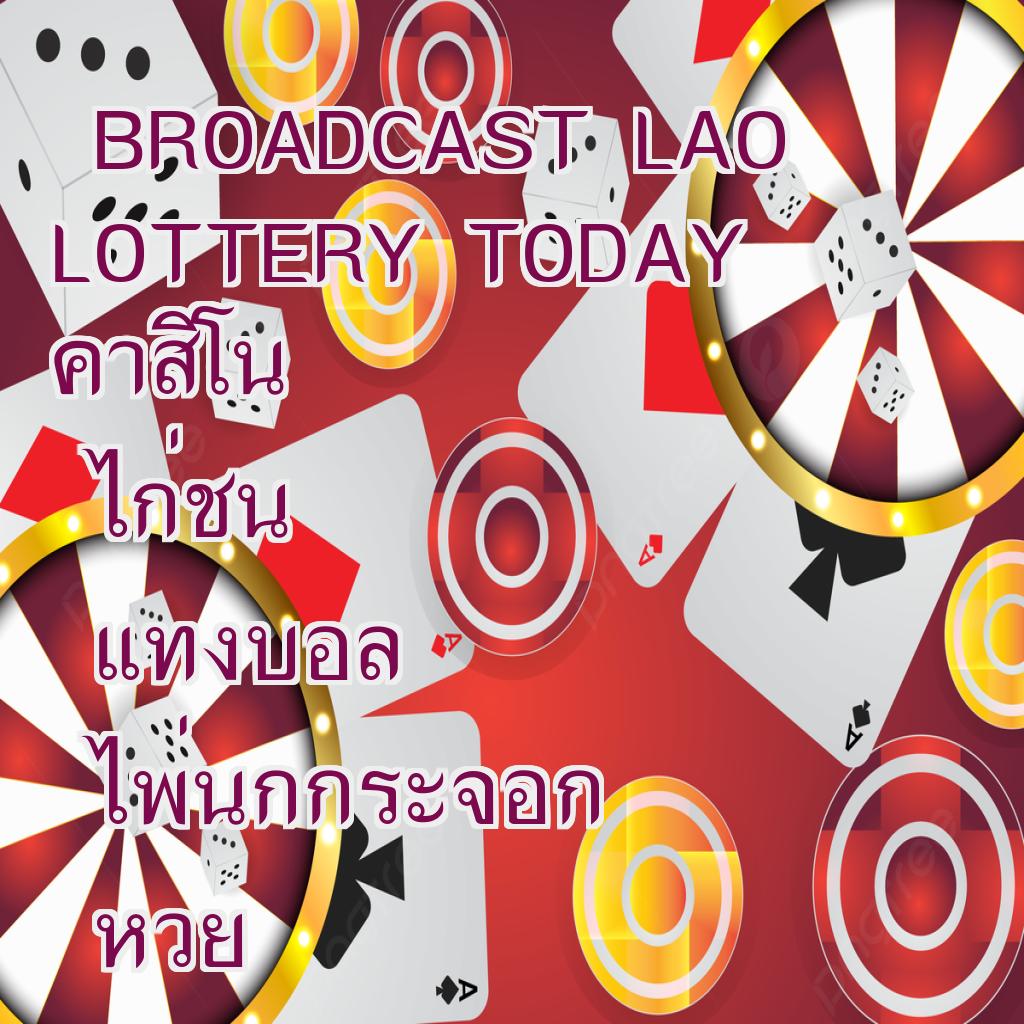 BROADCAST LAO
LOTTERY TODAY
คาสิโน
ไก่ชน
แทงบอล
ไพ่นกกระจอก
หวย
A
A
A
A